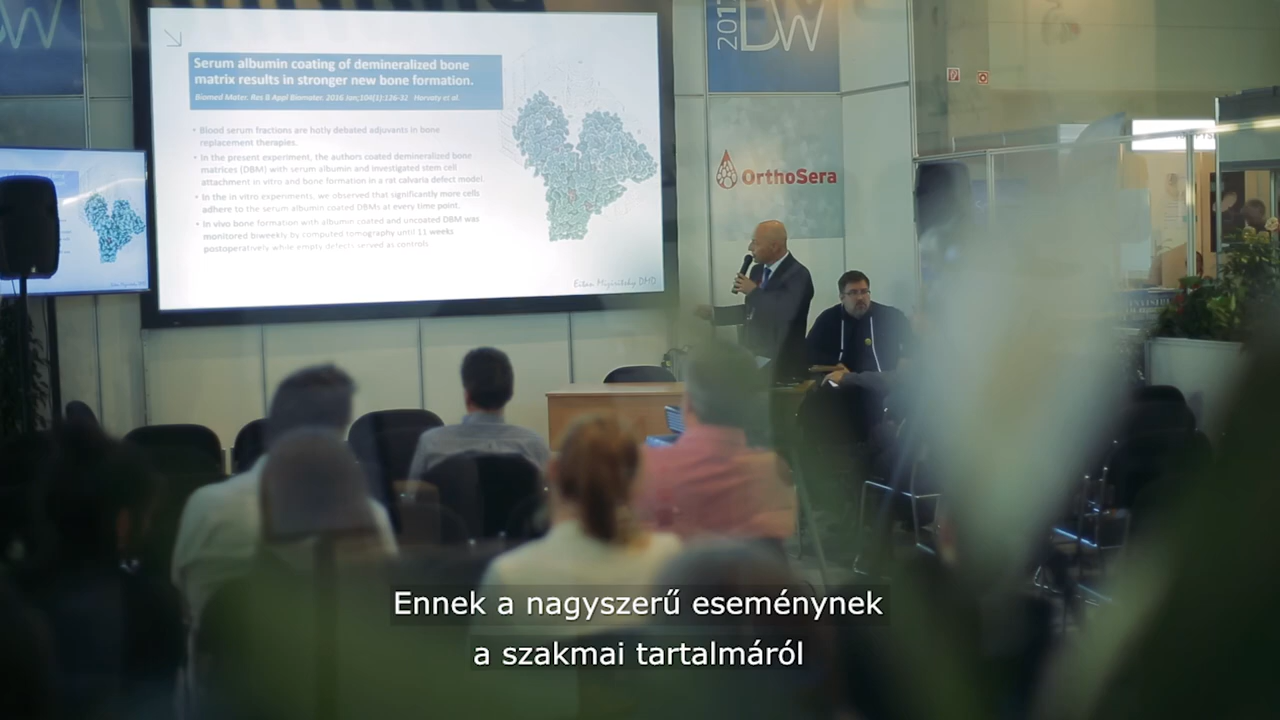 2017
DW
Serum albumin coating of demineralized bone
matrix results in stronger new bone formation.
Biomed Mater. Res B Appl Biomater. 2016 Jan;104(1):126-32 Horvaty et al.
• Blood serum fractions are hotly debated adjuvants in bone
replacement therapies.
• In the present experiment, the authors coated demineralized bone
matrices (DBM) with serum albumin and investigated stem cell
attachment in vitro and bone formation in a rat calvaria defect model.
• In the in vitro experiments, we observed that significantly more cells
adhere to the serum albumin coated DBMs at every time point.
• In vivo bone formation with albumin coated and uncoated DBM was
monitored biweekly by computed tomography until 11 weeks
postoperatively while empty defects served as controls.
Eitan Mijiritsky DMD
OrthoSera
Ennek a nagyszerű eseménynek
a szakmai tartalmáról